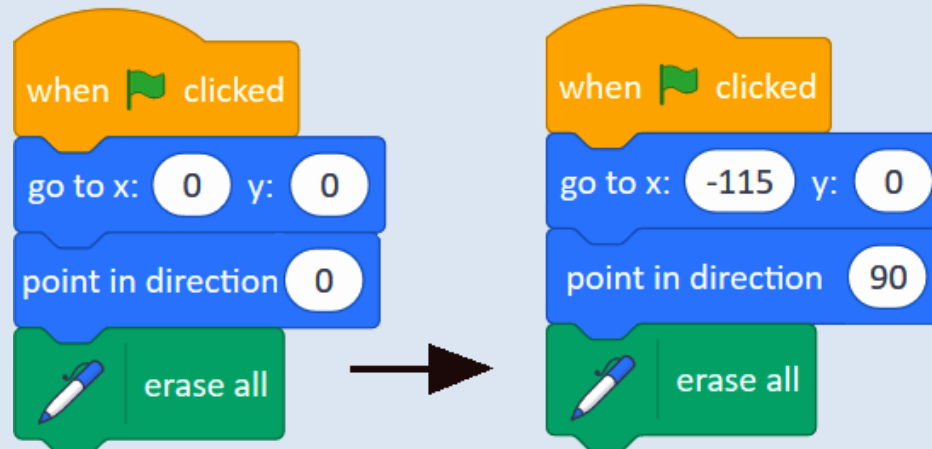 when clicked
go to x: 0 y: 0
point in direction 0
erase all
when clicked
go to x: -115 y: 0
point in direction 90
erase all